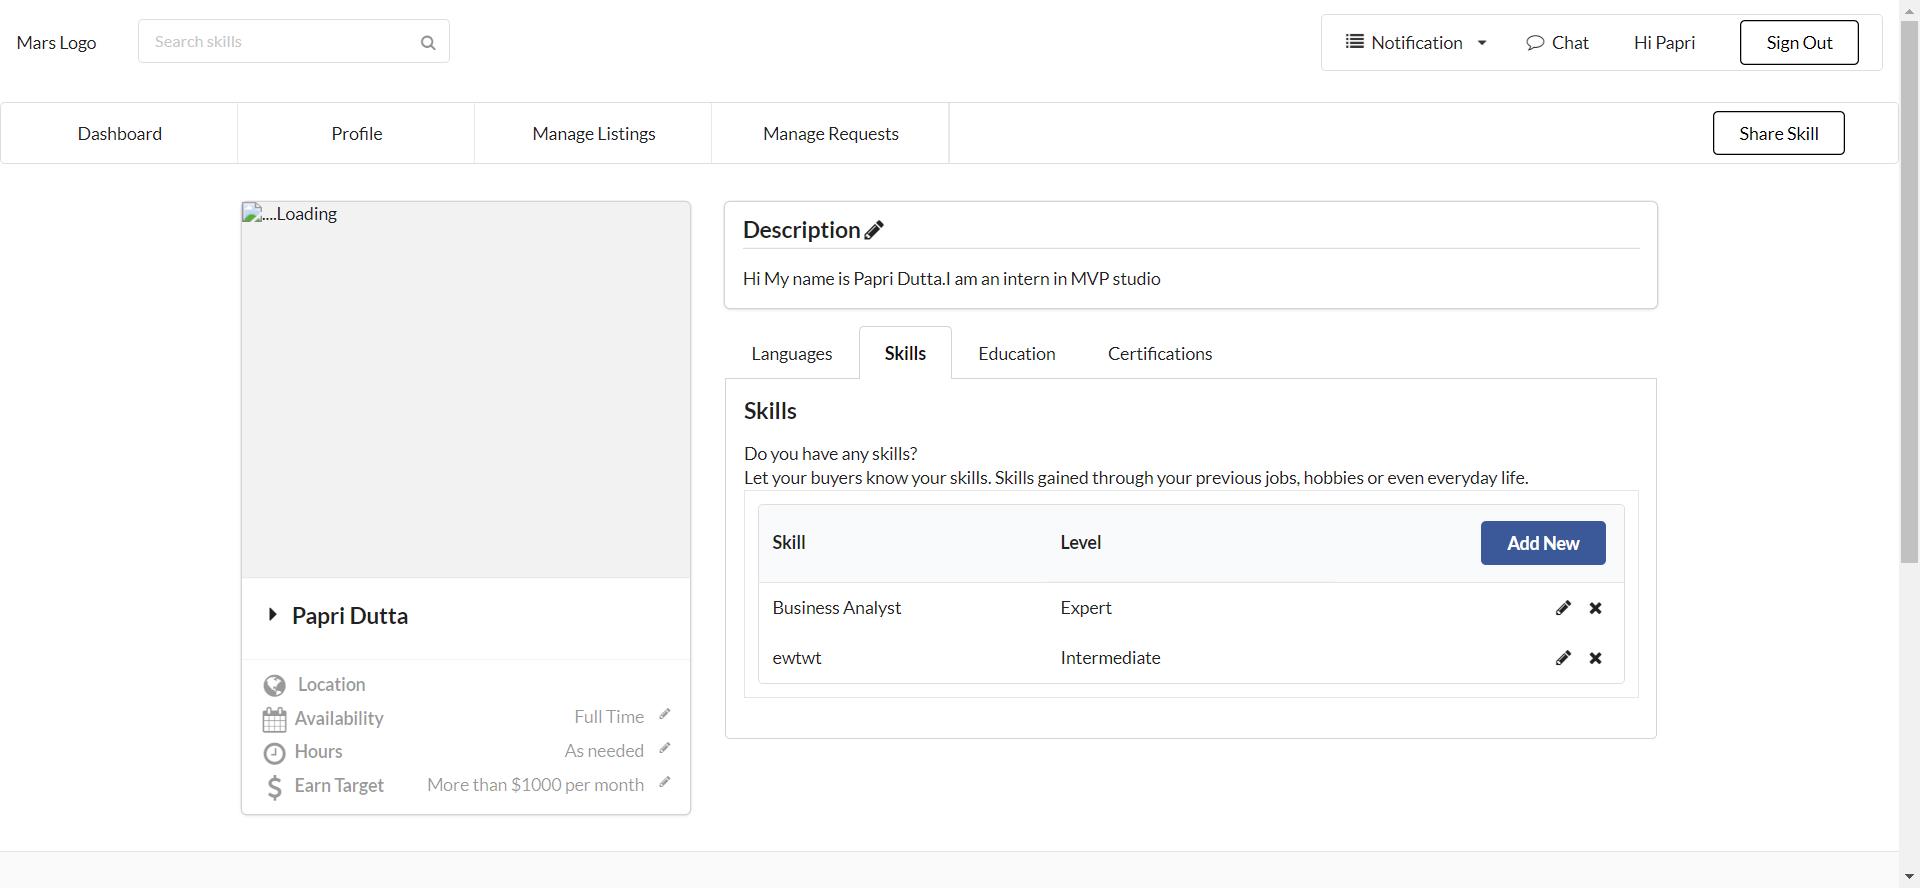 Mars Logo
Search skills
Notification
Chat
Hi Papri
Sign Out
Dashboard
Profile
Manage Listings
Manage Requests
Share Skill
....Loading
Papri Dutta
Location
Availability Full Time
Hours As needed
Earn Target More than $1000 per month
Description
Hi My name is Papri Dutta.I am an intern in MVP studio
Languages
Skills
Education
Certifications
Skills
Do you have any skills?
Let your buyers know your skills. Skills gained through your previous jobs, hobbies or even everyday life.
Skill Level Add New
Business Analyst Expert
ewtwt Intermediate